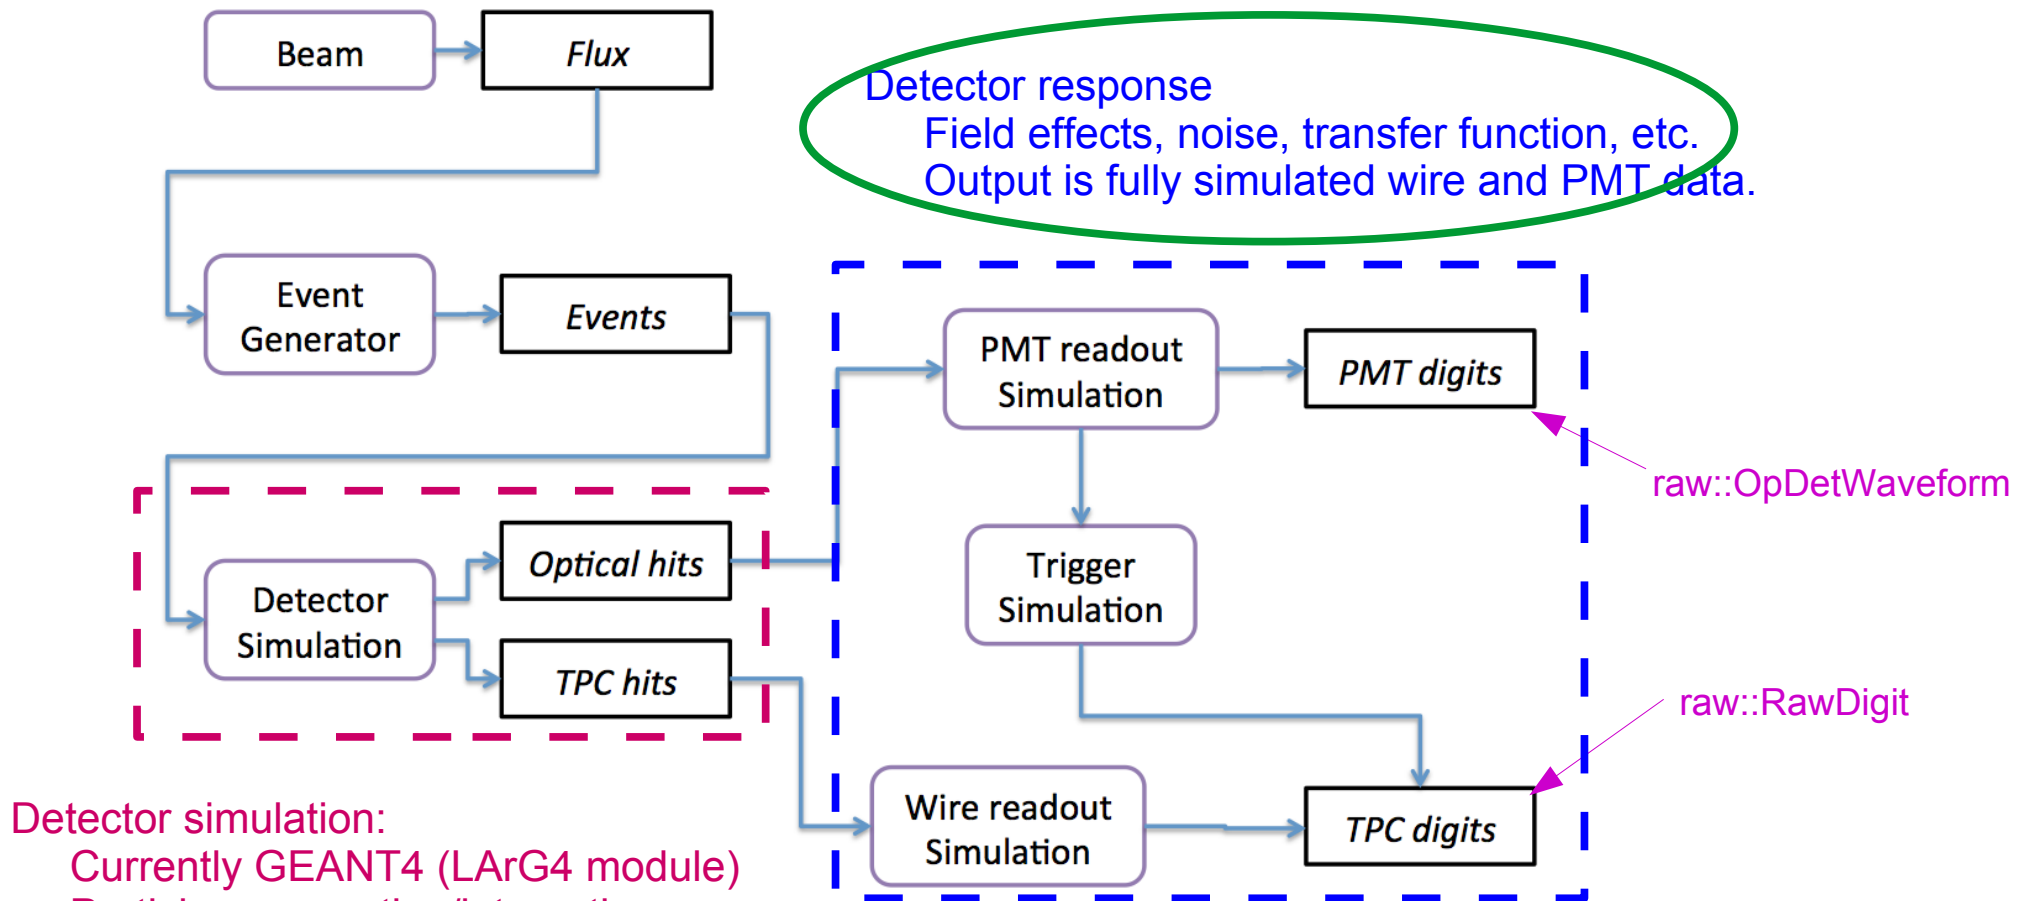 Beam
Flux
Detector response
Field effects, noise, transfer function, etc.
Output is fully simulated wire and PMT data.
Event
Generator
Events
PMT readout
Simulation
PMT digits
raw::OpDetWaveform
Optical hits
Trigger
Simulation
Detector
Simulation
TPC hits
raw::RawDigit
Wire readout
Simulation
TPC digits
Detector simulation:
Currently GEANT4 (LArG4 module)